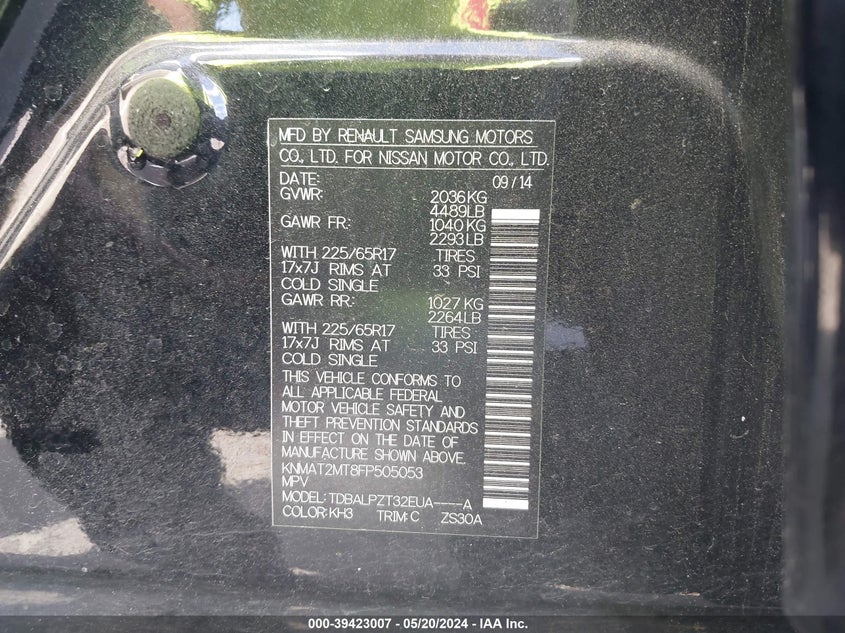 MFD BY RENAULT SAMSUNG MOTORS
CO., LTD. FOR NISSAN MOTOR CO., LTD.
DATE: 09/14
GVWR: 2036KG
4489LB
GAWR FR: 1040KG
2293LB
WITH 225/65R17 TIRES
17x7J RIMS AT 33 PSI
COLD SINGLE
GAWR RR: 1027KG
2264LB
WITH 225/65R17 TIRES
17x7J RIMS AT 33 PSI
COLD SINGLE
THIS VEHICLE CONFORMS TO
ALL APPLICABLE FEDERAL
MOTOR VEHICLE SAFETY AND
THEFT PREVENTION STANDARDS
IN EFFECT ON THE DATE OF
MANUFACTURE SHOWN ABOVE.
KNMAT2MT8FP505053
MPV
MODEL: TDBALPZT32EUA----A
COLOR: KH3 TRIM: C ZS30A
000-39423007 - 05/20/2024 - IAA Inc.